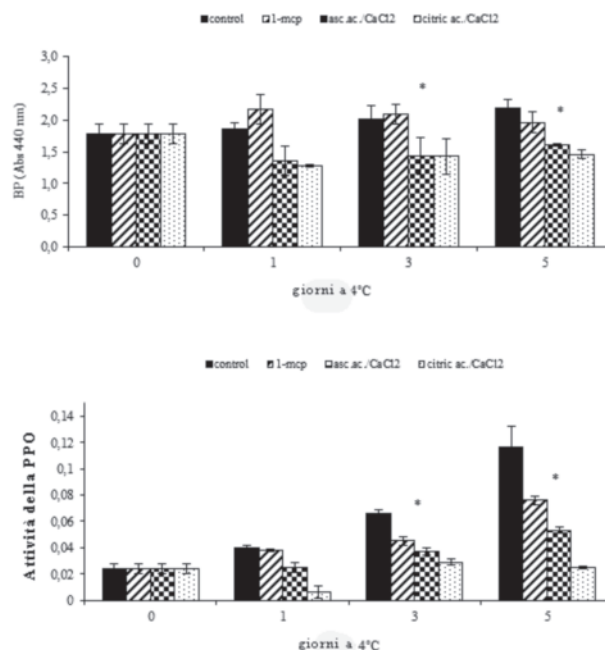 control 1-mcp asc.ac./CaCl2 citric ac./CaCl2
BP (Abs 440 nm)
3,0
2,5
2,0
1,5
1,0
0,5
0,0
* *
0 1 3 5
giorni a 4°C
control 1-mcp asc.ac./CaCl2 citric ac./CaCl2
Attività della PPO
0,14
0,12
0,1
0,08
0,06
0,04
0,02
0
* *
0 1 3 5
giorni a 4°C